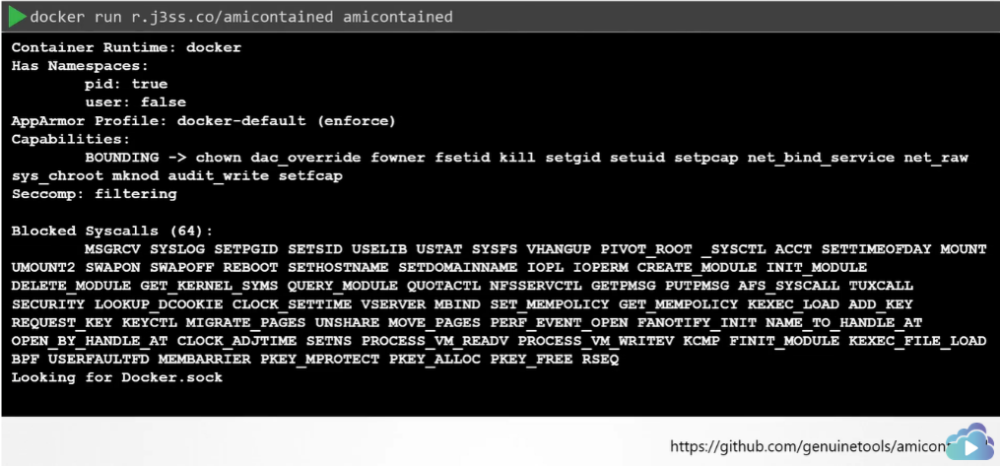 docker run r.j3ss.co/amicontained amicontained
Container Runtime: docker
Has Namespaces:
pid: true
user: false
AppArmor Profile: docker-default (enforce)
Capabilities:
BOUNDING -> chown dac_override fowner fsetid kill setgid setuid setpcap net_bind_service net_raw
sys_chroot mknod audit_write setfcap
Seccomp: filtering
Blocked Syscalls (64):
MSGRCV SYSLOG SETPGID SETSID USELIB USTAT SYSFS VHANGUP PIVOT_ROOT _SYSCTL ACCT SETTIMEOFDAY MOUNT
UMOUNT2 SWAPON SWAPOFF REBOOT SETHOSTNAME SETDOMAINNAME IOPL IOPERM CREATE_MODULE INIT_MODULE
DELETE_MODULE GET_KERNEL_SYMS QUERY_MODULE QUOTACTL NFSSERVCTL GETPMSG PUTPMSG AFS_SYSCALL TUXCALL
SECURITY LOOKUP_DCOOKIE CLOCK_SETTIME VSERVER MBIND SET_MEMPOLICY GET_MEMPOLICY KEXEC_LOAD ADD_KEY
REQUEST_KEY KEYCTL MIGRATE_PAGES UNSHARE MOVE_PAGES PERF_EVENT_OPEN FANOTIFY_INIT NAME_TO_HANDLE_AT
OPEN_BY_HANDLE_AT CLOCK_ADJTIME SETNS PROCESS_VM_READV PROCESS_VM_WRITEV KCMP FINIT_MODULE KEXEC_FILE_LOAD
BPF USERFAULTFD MEMBARRIER PKEY_MPROTECT PKEY_ALLOC PKEY_FREE RSEQ
Looking for Docker.sock
https://github.com/genuinetools/amicon